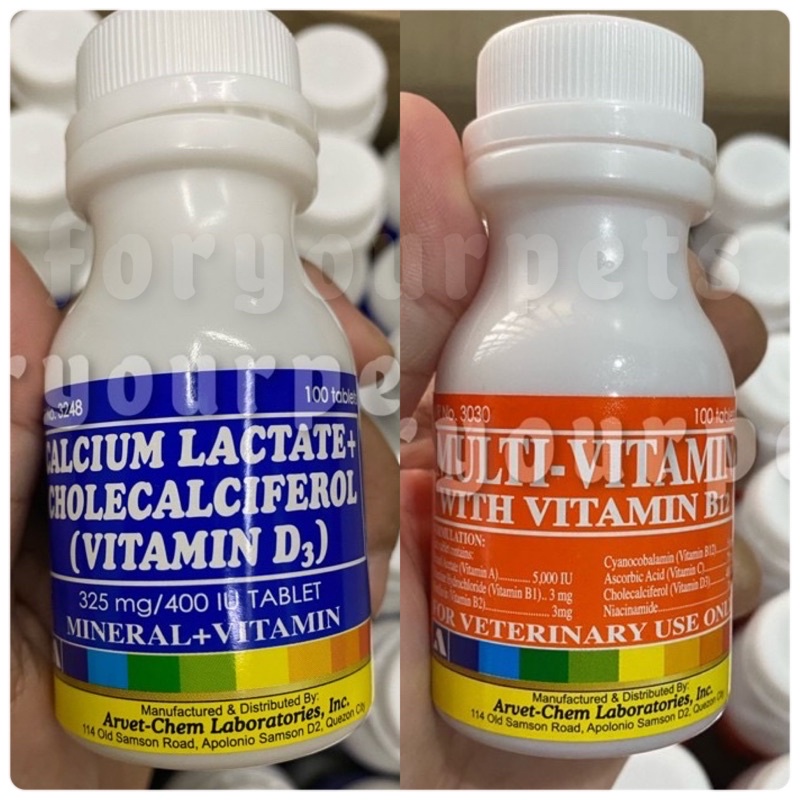 No. 3248
100 tablets
CALCIUM LACTATE+
CHOLECALCIFEROL
(VITAMIN D3)
325 mg/400 IU TABLET
MINERAL+VITAMIN
Manufactured & Distributed By:
Arvet-Chem Laboratories, Inc.
114 Old Samson Road, Apolonio Samson D2, Quezon City
No. 3030
100
MULTI-VITAMIN
WITH VITAMIN B12
contains:
(Vitamin A).......... 5,000 IU
Hydrochloride (Vitamin B1).. 3 mg
Vitamin B2)............... 3mg
Cyanocobalamin (Vitamin B12)
Ascorbic Acid (Vitamin C)
Cholecalciferol (Vitamin D3)
Niacinamide
FOR VETERINARY USE ONLY
A
Manufactured & Distributed By:
Arvet-Chem Laboratories, Inc.
114 Old Samson Road, Apolonio Samson D2, Quezon
foryourpets
ryourpe
ryourp